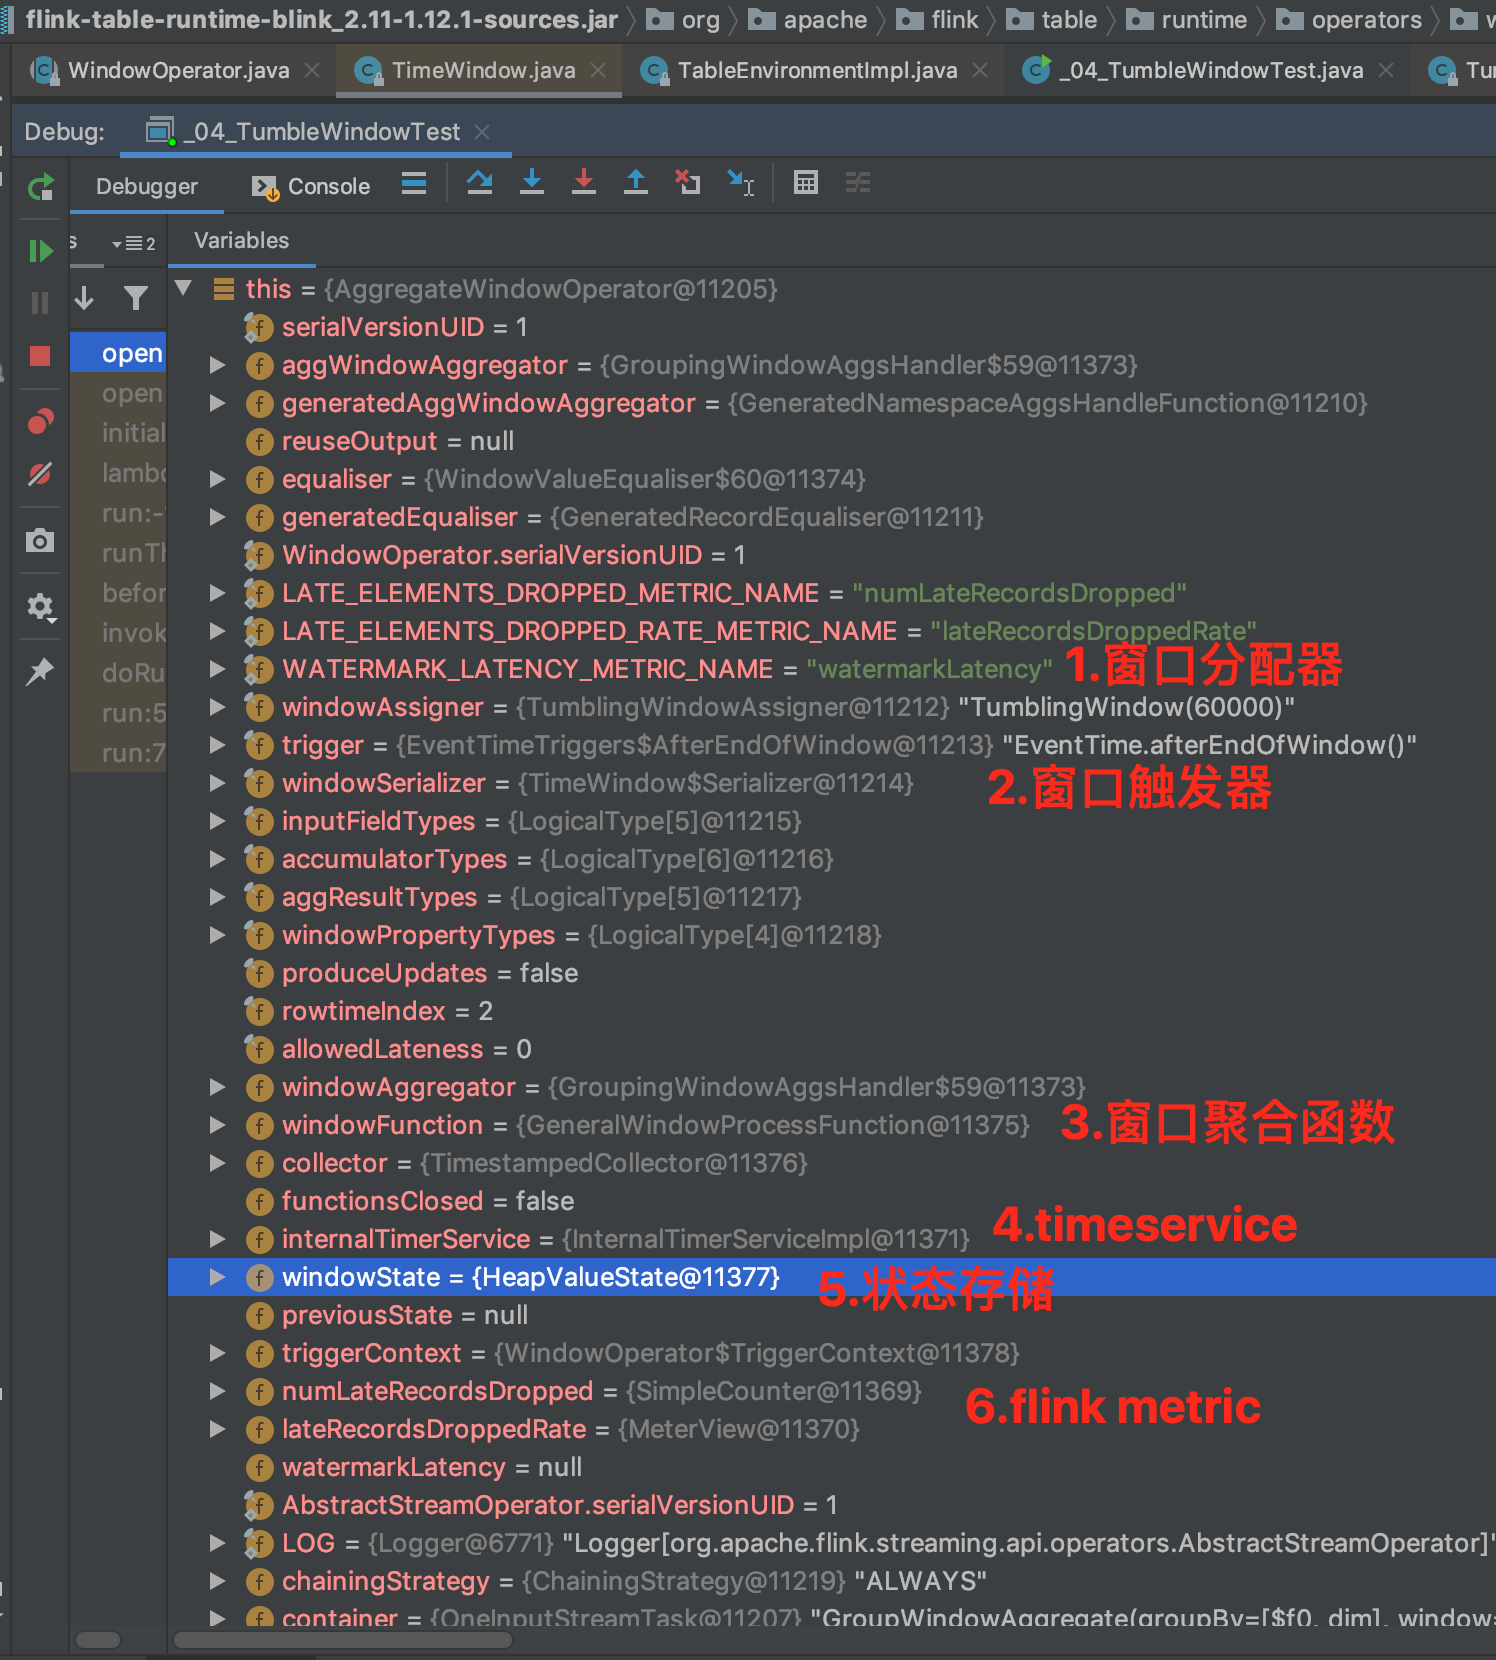 flink-table-runtime-blink_2.11-1.12.1-sources.jar org apache flink table runtime operators
WindowOperator.java TimeWindow.java TableEnvironmentImpl.java _04_TumbleWindowTest.java
Debug: _04_TumbleWindowTest
Debugger Console
2 Variables
this = {AggregateWindowOperator@11205}
serialVersionUID = 1
open aggWindowAggregator = {GroupingWindowAggsHandler$59@11373}
open generatedAggWindowAggregator = {GeneratedNamespaceAggsHandleFunction@11210}
initial reuseOutput = null
lambd equaliser = {WindowValueEqualiser$60@11374}
run:- generatedEqualiser = {GeneratedRecordEqualiser@11211}
runTh WindowOperator.serialVersionUID = 1
befor LATE_ELEMENTS_DROPPED_METRIC_NAME = "numLateRecordsDropped"
invok LATE_ELEMENTS_DROPPED_RATE_METRIC_NAME = "lateRecordsDroppedRate"
doRu WATERMARK_LATENCY_METRIC_NAME = "watermarkLatency" 1.窗口分配器
run:5 windowAssigner = {TumblingWindowAssigner@11212} "TumblingWindow(60000)"
run:7 trigger = {EventTimeTriggers$AfterEndOfWindow@11213} "EventTime.afterEndOfWindow()"
windowSerializer = {TimeWindow$Serializer@11214} 2.窗口触发器
inputFieldTypes = {LogicalType[5]@11215}
accumulatorTypes = {LogicalType[6]@11216}
aggResultTypes = {LogicalType[5]@11217}
windowPropertyTypes = {LogicalType[4]@11218}
produceUpdates = false
rowtimeIndex = 2
allowedLateness = 0
windowAggregator = {GroupingWindowAggsHandler$59@11373}
windowFunction = {GeneralWindowProcessFunction@11375} 3.窗口聚合函数
collector = {TimestampedCollector@11376}
functionsClosed = false
internalTimerService = {InternalTimerServiceImpl@11371} 4.timeservice
windowState = {HeapValueState@11377} 5.状态存储
previousState = null
triggerContext = {WindowOperator$TriggerContext@11378}
numLateRecordsDropped = {SimpleCounter@11369} 6.flink metric
lateRecordsDroppedRate = {MeterView@11370}
watermarkLatency = null
AbstractStreamOperator.serialVersionUID = 1
LOG = {Logger@6771} "Logger[org.apache.flink.streaming.api.operators.AbstractStreamOperator]"
chainingStrategy = {ChainingStrategy@11219} "ALWAYS"
container = {OneInputStreamTask@11207} "GroupWindowAggregate(groupBy=[$f0, dim], window=